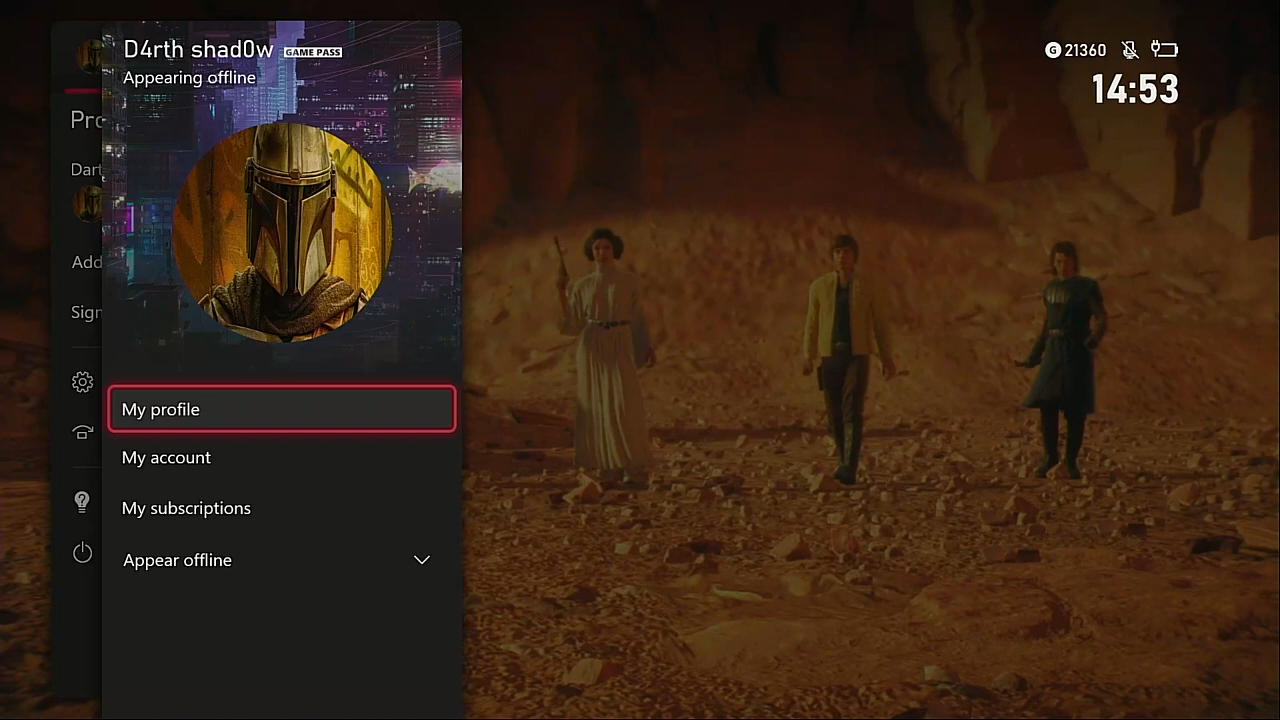 D4rth shad0w GAME PASS
Appearing offline
G 21360
14:53
Pro
Dart
Add
Sign
My profile
My account
My subscriptions
Appear offline